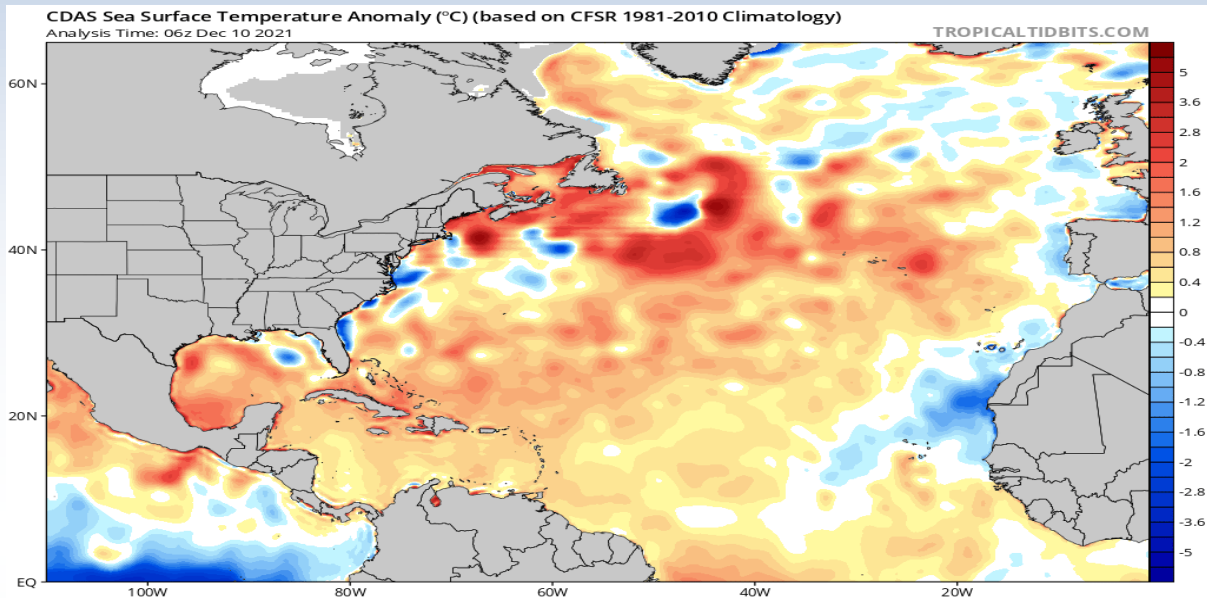 CDAS Sea Surface Temperature Anomaly (°C) (based on CFSR 1981-2010 Climatology)
Analysis Time: 06z Dec 10 2021
TROPICALTIDBITS.COM
60N
40N
20N
EQ
100W
80W
60W
40W
20W
5
3.6
2.8
2
1.6
1.2
0.8
0.4
0
-0.4
-0.8
-1.2
-1.6
-2
-2.8
-3.6
-5